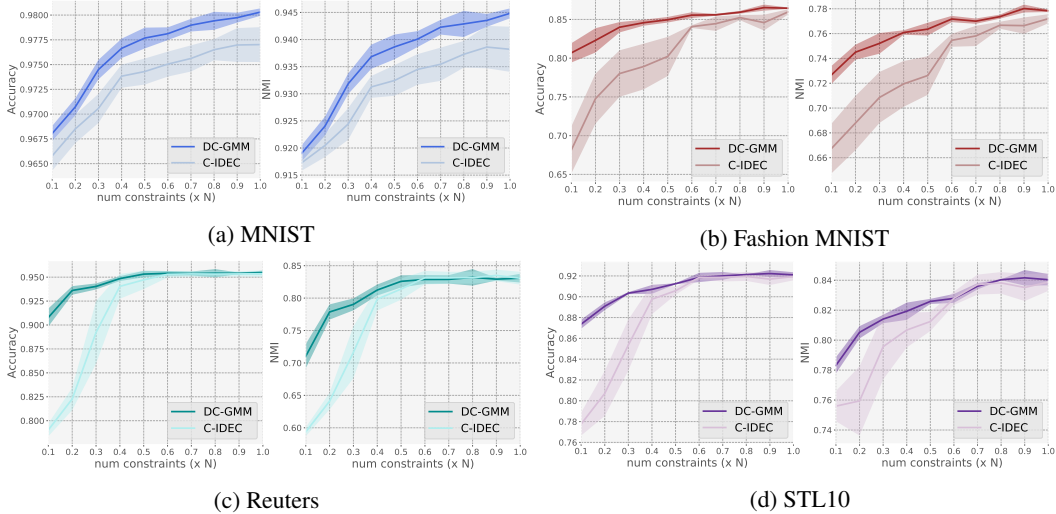 0.9800
0.9775
0.9750
0.9725
0.9700
0.9675
0.9650
Accuracy
DC-GMM
C-IDEC
0.1 0.2 0.3 0.4 0.5 0.6 0.7 0.8 0.9 1.0
num constraints (x N)
0.945
0.940
0.935
0.930
0.925
0.920
0.915
NMI
DC-GMM
C-IDEC
0.1 0.2 0.3 0.4 0.5 0.6 0.7 0.8 0.9 1.0
num constraints (x N)
(a) MNIST
0.85
0.80
0.75
0.70
0.65
Accuracy
DC-GMM
C-IDEC
0.1 0.2 0.3 0.4 0.5 0.6 0.7 0.8 0.9 1.0
num constraints (x N)
0.78
0.76
0.74
0.72
0.70
0.68
0.66
NMI
DC-GMM
C-IDEC
0.1 0.2 0.3 0.4 0.5 0.6 0.7 0.8 0.9 1.0
num constraints (x N)
(b) Fashion MNIST
0.950
0.925
0.900
0.875
0.850
0.825
0.800
Accuracy
DC-GMM
C-IDEC
0.1 0.2 0.3 0.4 0.5 0.6 0.7 0.8 0.9 1.0
num constraints (x N)
0.85
0.80
0.75
0.70
0.65
0.60
NMI
DC-GMM
C-IDEC
0.1 0.2 0.3 0.4 0.5 0.6 0.7 0.8 0.9 1.0
num constraints (x N)
(c) Reuters
0.92
0.90
0.88
0.86
0.84
0.82
0.80
0.78
0.76
Accuracy
DC-GMM
C-IDEC
0.1 0.2 0.3 0.4 0.5 0.6 0.7 0.8 0.9 1.0
num constraints (x N)
0.84
0.82
0.80
0.78
0.76
0.74
NMI
DC-GMM
C-IDEC
0.1 0.2 0.3 0.4 0.5 0.6 0.7 0.8 0.9 1.0
num constraints (x N)
(d) STL10